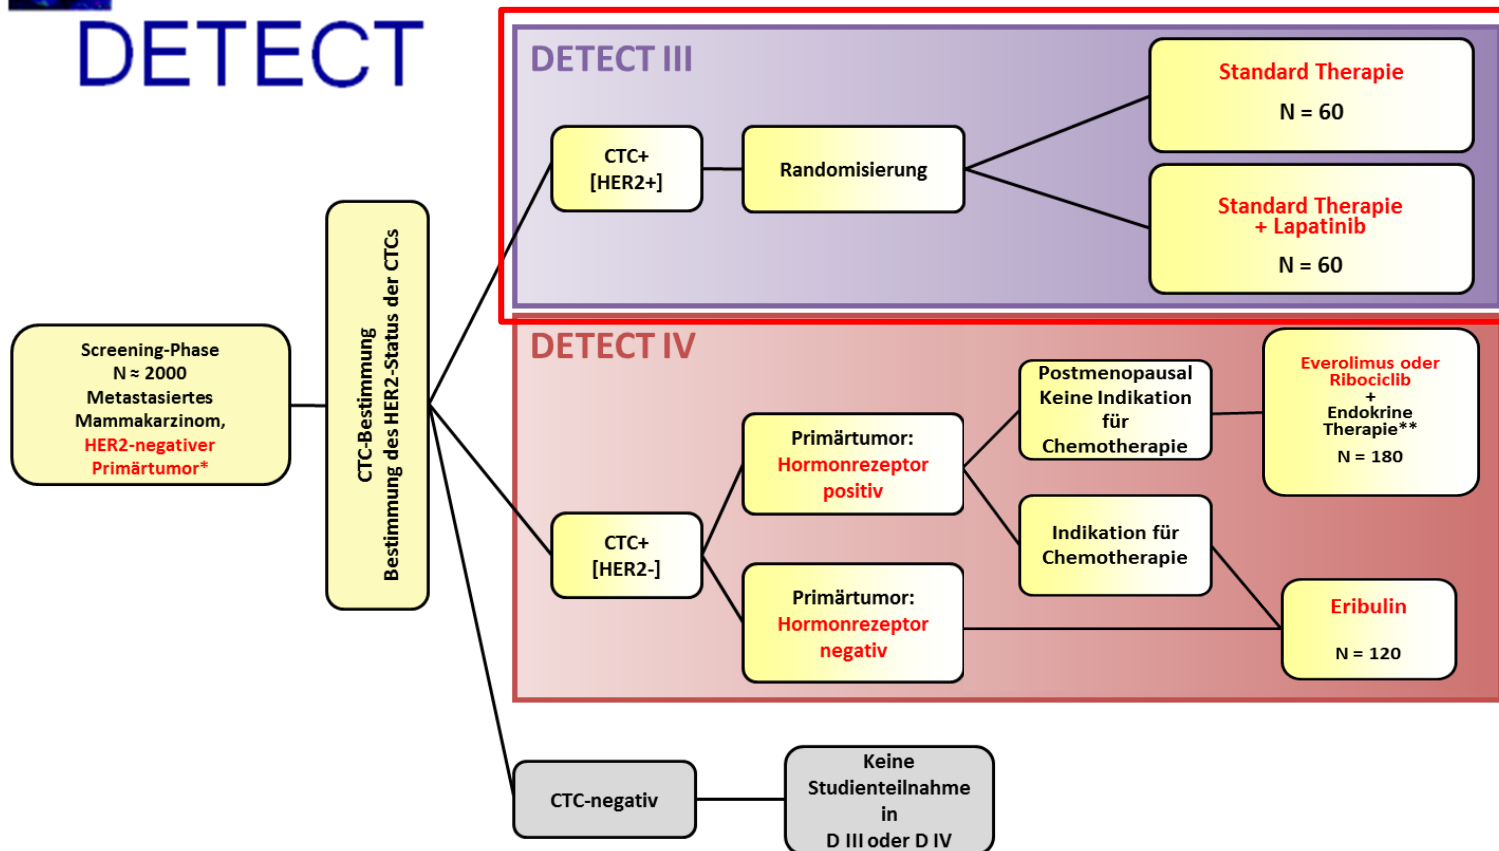 DETECT
DETECT III
CTC+
[HER2+]
Randomisierung
Standard Therapie
N = 60
Standard Therapie
+ Lapatinib
N = 60
Screening-Phase
N ≈ 2000
Metastasiertes
Mammakarzinom,
HER2-negativer
Primärtumor*
CTC-Bestimmung
Bestimmung des HER2-Status der CTCs
DETECT IV
CTC+
[HER2-]
Primärtumor:
Hormonrezeptor
positiv
Primärtumor:
Hormonrezeptor
negativ
Postmenopausal
Keine Indikation
für
Chemotherapie
Indikation für
Chemotherapie
Everolimus oder
Ribociclib
+
Endokrine
Therapie**
N = 180
Eribulin
N = 120
CTC-negativ
Keine
Studienteilnahme
in
D III oder D IV